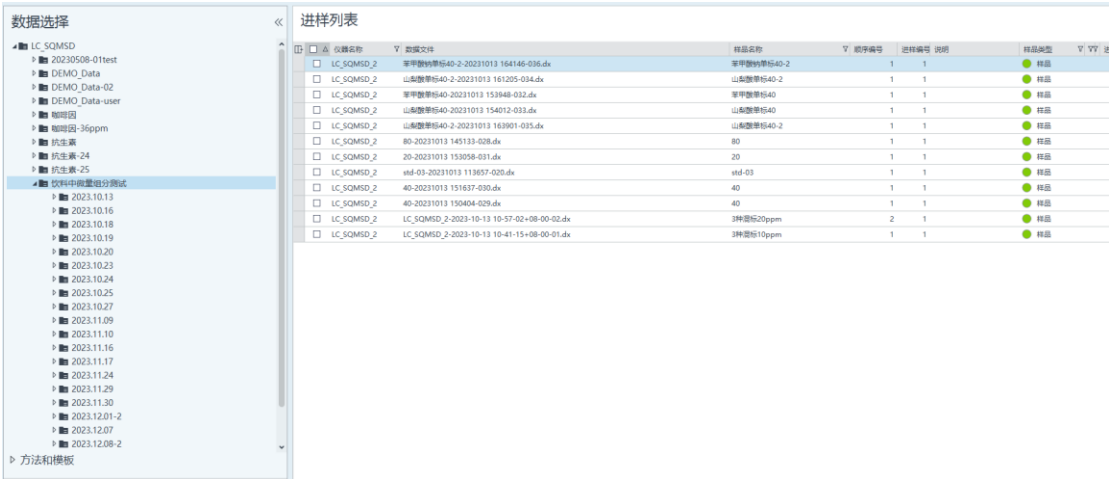 数据选择
LC_SQMSD
20230508-01test
DEMO_Data
DEMO_Data-02
DEMO_Data-user
咖啡因
咖啡因-36ppm
抗生素
抗生素-24
抗生素-25
饮料中微量组分测试
2023.10.13
2023.10.16
2023.10.18
2023.10.19
2023.10.20
2023.10.23
2023.10.24
2023.10.25
2023.10.27
2023.11.09
2023.11.10
2023.11.16
2023.11.17
2023.11.24
2023.11.29
2023.11.30
2023.12.01-2
2023.12.07
2023.12.08-2
方法和模板
进样列表
仪器名称 数据文件 样品名称 顺序编号 进样编号 说明 样品类型
LC_SQMSD_2 苯甲酸钠单标40-2-20231013 164146-036.dx 苯甲酸钠单标40-2 1 1 样品
LC_SQMSD_2 山梨酸单标40-2-20231013 161205-034.dx 山梨酸单标40-2 1 1 样品
LC_SQMSD_2 苯甲酸单标40-20231013 153948-032.dx 苯甲酸单标40 1 1 样品
LC_SQMSD_2 山梨酸单标40-20231013 154012-033.dx 山梨酸单标40 1 1 样品
LC_SQMSD_2 山梨酸单标40-2-20231013 163901-035.dx 山梨酸单标40-2 1 1 样品
LC_SQMSD_2 80-20231013 145133-028.dx 80 1 1 样品
LC_SQMSD_2 20-20231013 153058-031.dx 20 1 1 样品
LC_SQMSD_2 std-03-20231013 113657-020.dx std-03 1 1 样品
LC_SQMSD_2 40-20231013 151637-030.dx 40 1 1 样品
LC_SQMSD_2 40-20231013 150404-029.dx 40 1 1 样品
LC_SQMSD_2 LC_SQMSD_2-2023-10-13 10-57-02+08-00-02.dx 3种混标20ppm 2 1 样品
LC_SQMSD_2 LC_SQMSD_2-2023-10-13 10-41-15+08-00-01.dx 3种混标10ppm 1 1 样品